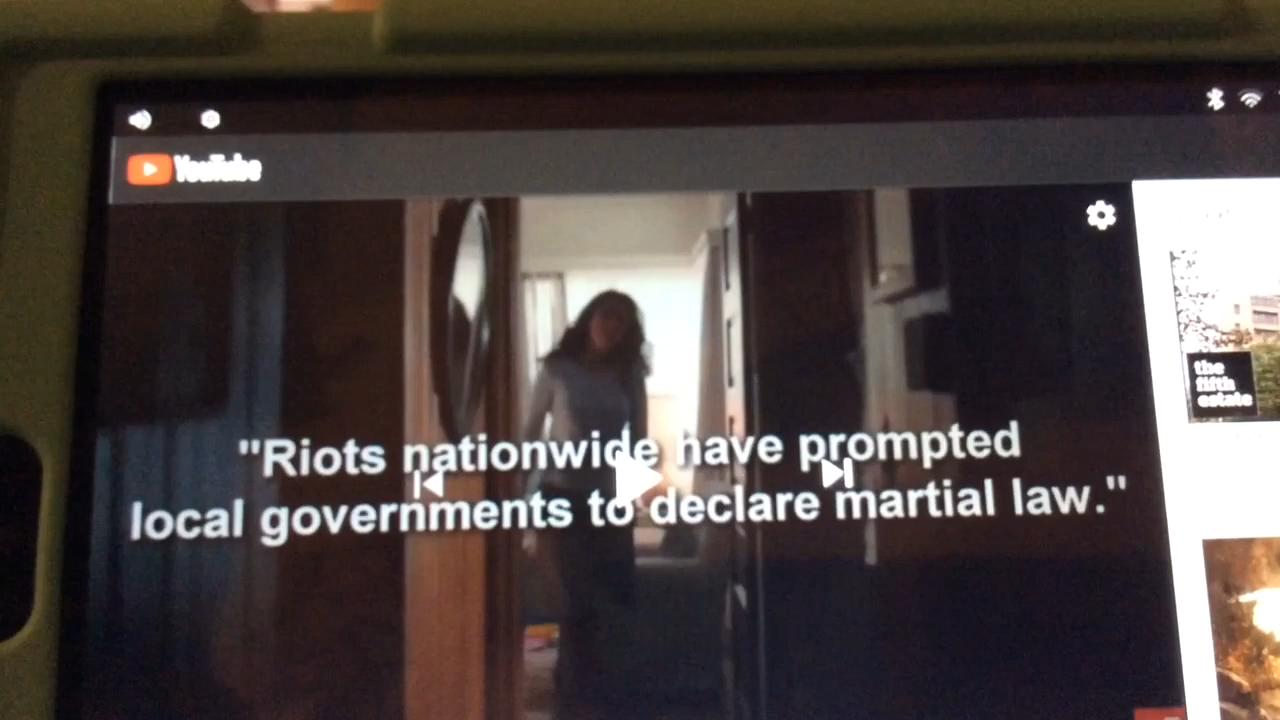 YouTube
"Riots nationwide have prompted
local governments to declare martial law."
the
fifth
estate